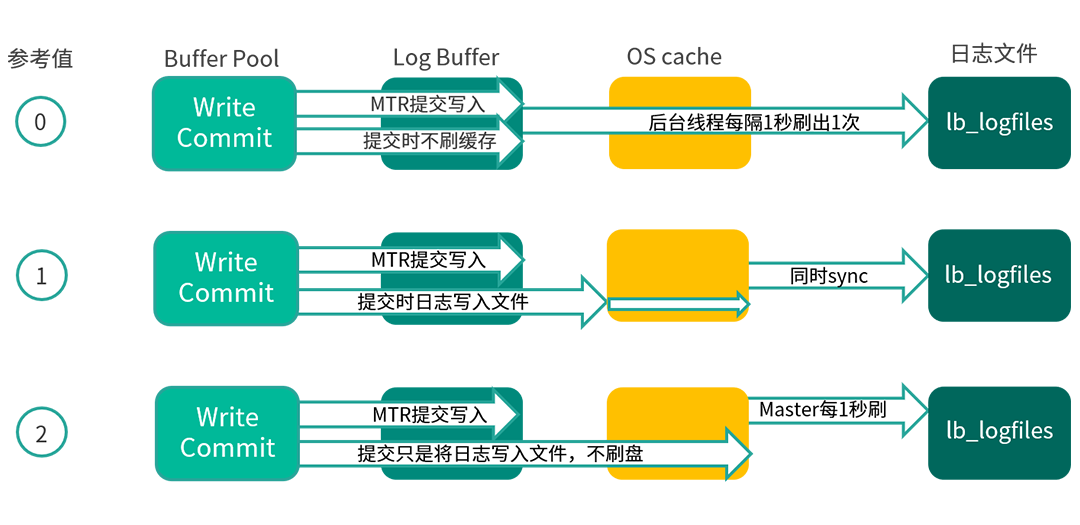 参考值
Buffer Pool
Log Buffer
OS cache
日志文件
0
Write
Commit
MTR提交写入
提交时不刷缓存
后台线程每隔1秒刷出1次
lb_logfiles
1
Write
Commit
MTR提交写入
提交时日志写入文件
同时sync
lb_logfiles
2
Write
Commit
MTR提交写入
提交只是将日志写入文件，不刷盘
Master每1秒刷
lb_logfiles